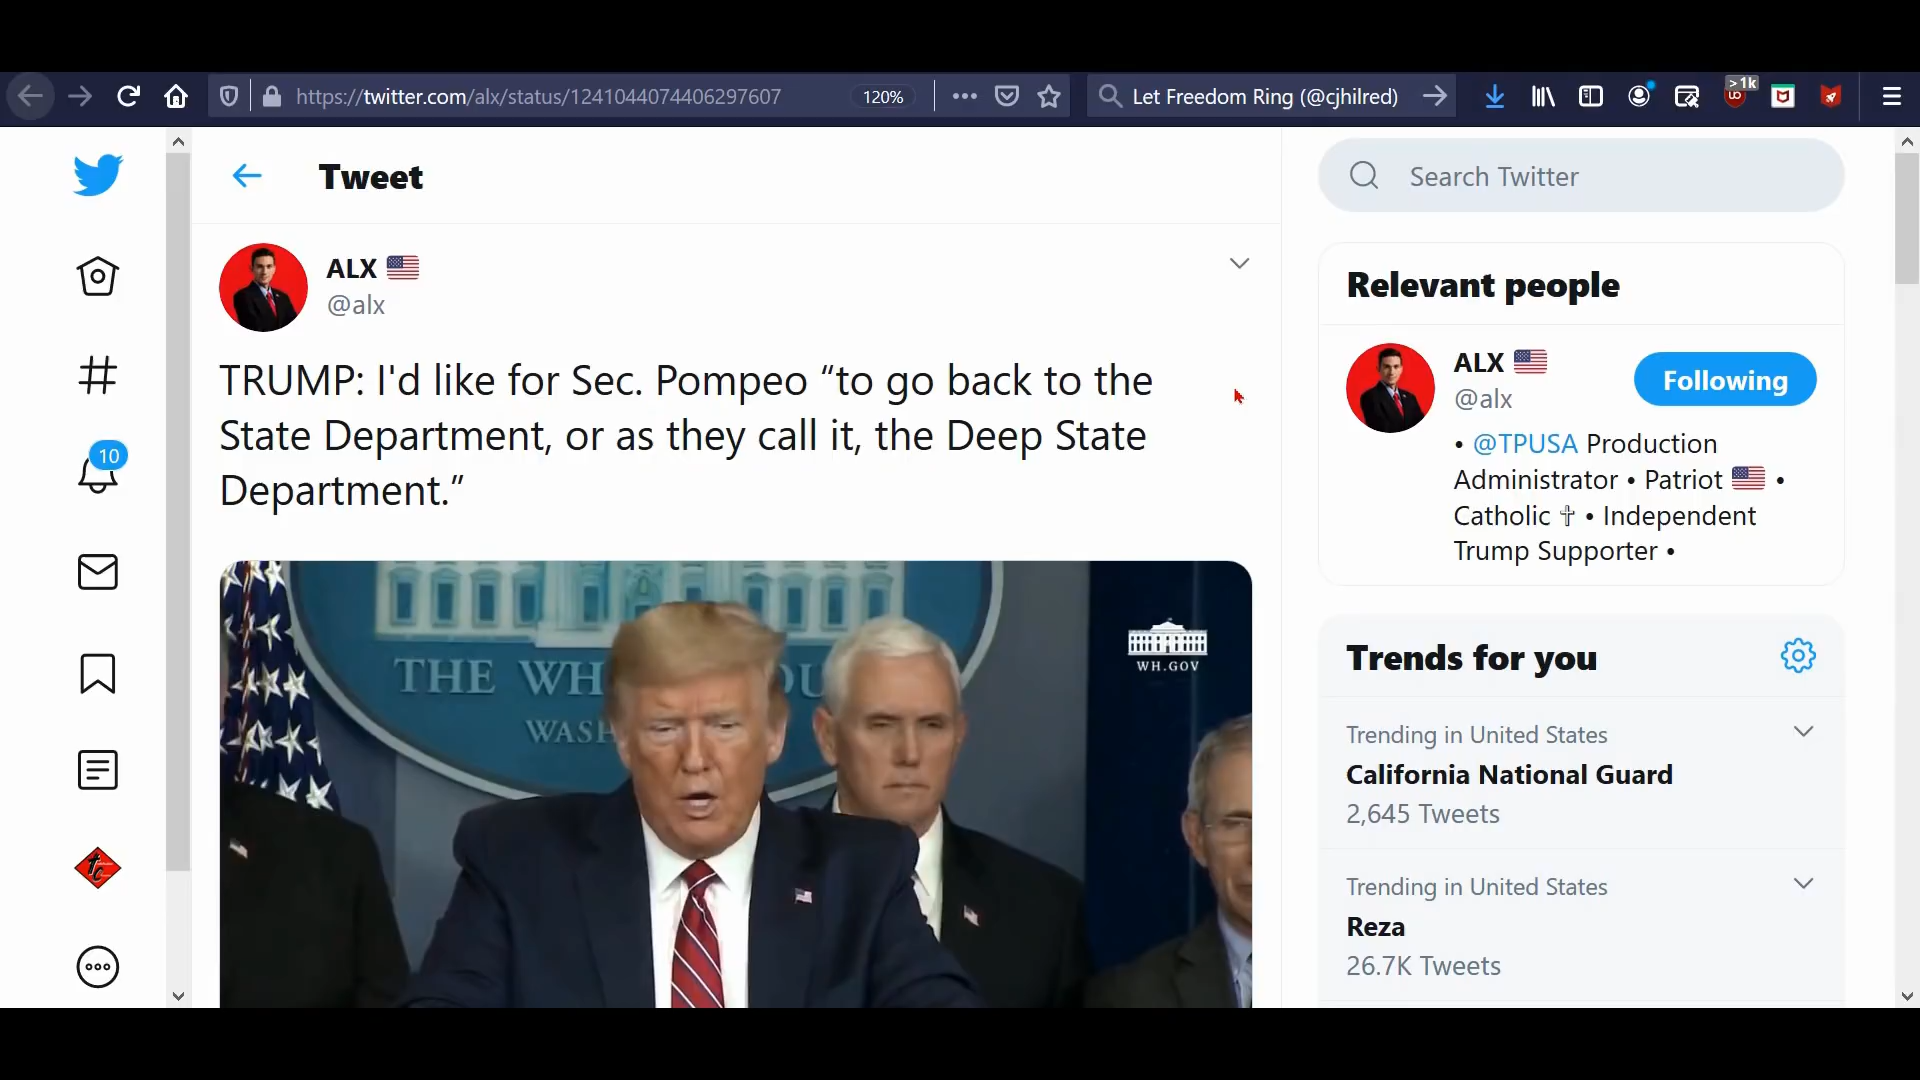 https://twitter.com/alx/status/1241044074406297607
120%
Let Freedom Ring (@cjhilred)
>1k
Tweet
Search Twitter
ALX
@alx
TRUMP: I'd like for Sec. Pompeo “to go back to the
State Department, or as they call it, the Deep State
Department.”
10
THE WH OU
WASH
WH.GOV
Relevant people
ALX
@alx
Following
• @TPUSA Production
Administrator • Patriot •
Catholic ✝ • Independent
Trump Supporter •
Trends for you
Trending in United States
California National Guard
2,645 Tweets
Trending in United States
Reza
26.7K Tweets